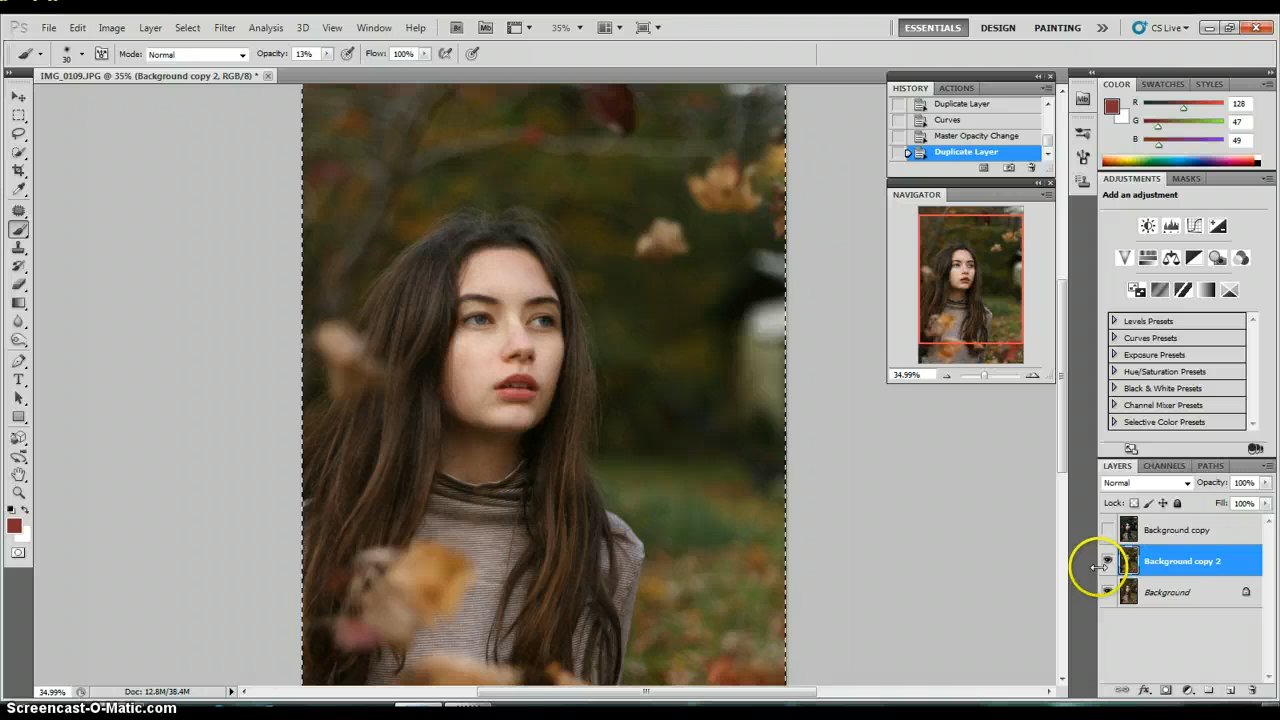 Ps File Edit Image Layer Select Filter Analysis 3D View Window Help Br Mb 35% ESSENTIALS DESIGN PAINTING CS Live
30 Mode: Normal Opacity: 13% Flow: 100%
IMG_0109.JPG @ 35% (Background copy 2, RGB/8) *
HISTORY ACTIONS
Duplicate Layer
Curves
Master Opacity Change
Duplicate Layer
NAVIGATOR
34.99%
Mb
COLOR SWATCHES STYLES
R 128
G 47
B 49
ADJUSTMENTS MASKS
Add an adjustment
Levels Presets
Curves Presets
Exposure Presets
Hue/Saturation Presets
Black & White Presets
Channel Mixer Presets
Selective Color Presets
LAYERS CHANNELS PATHS
Normal Opacity: 100%
Lock: Fill: 100%
Background copy
Background copy 2
Background
34.99% Doc: 12.8M/38.4M
Screencast-O-Matic.com